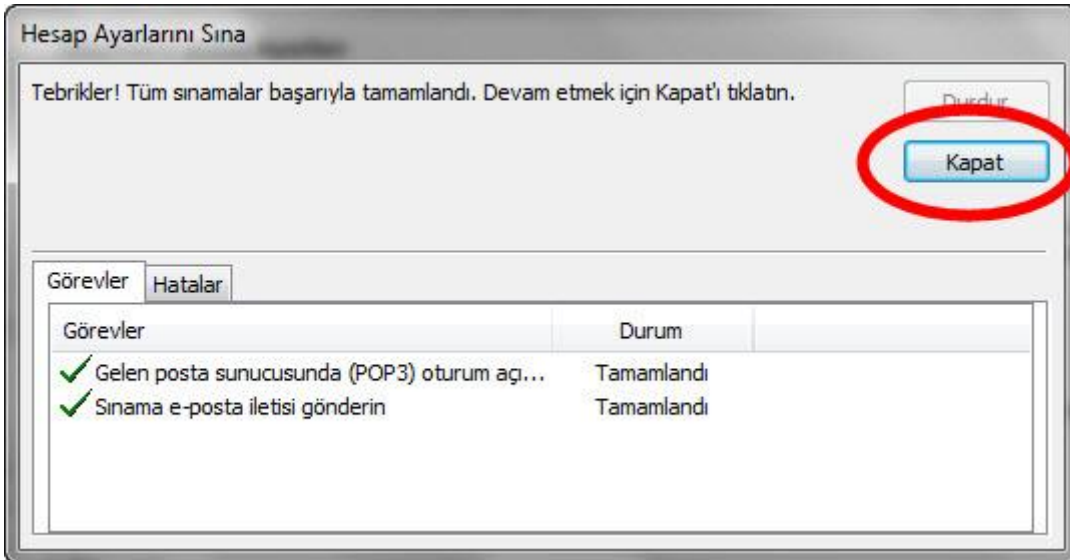 Hesap Ayarlarını Sına
Tebrikler! Tüm sınamalar başarıyla tamamlandı. Devam etmek için Kapat'ı tıklatın.
Durdur
Kapat
Görevler Hatalar
Görevler Durum
Gelen posta sunucusunda (POP3) oturum açı... Tamamlandı
Sınama e-posta iletisi gönderin Tamamlandı